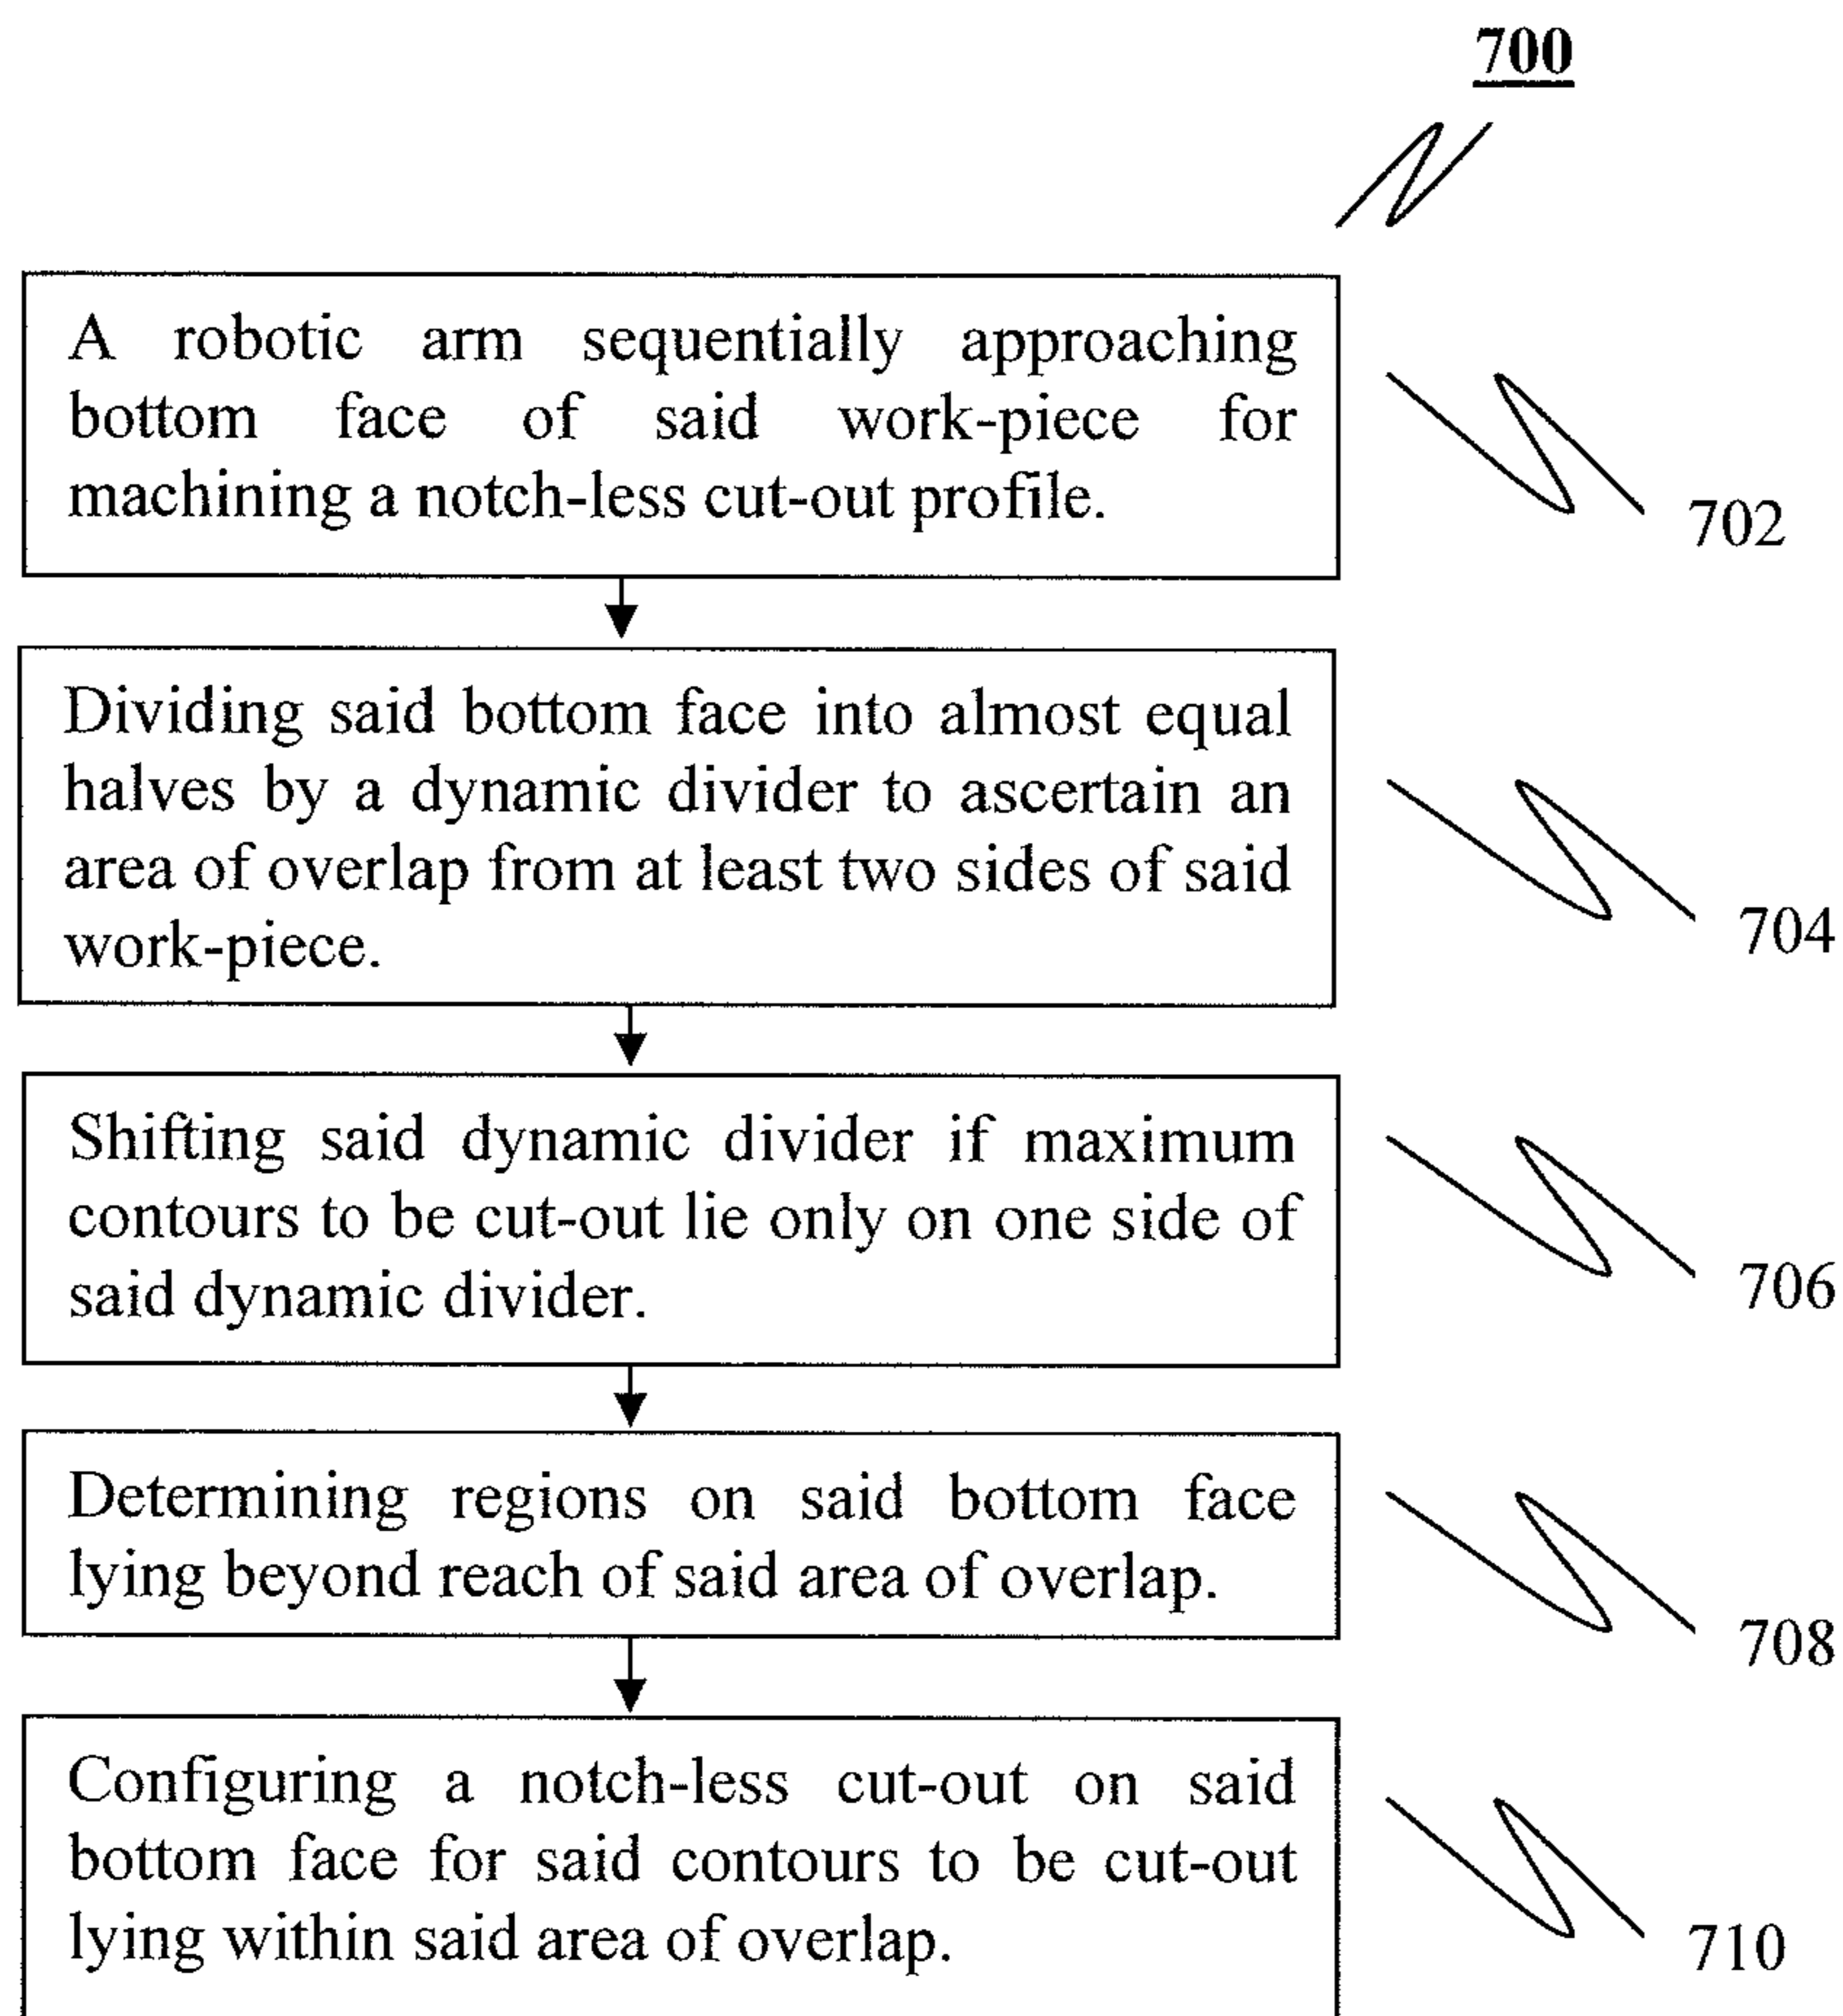 700
A robotic arm sequentially approaching
bottom face of said work-piece for
machining a notch-less cut-out profile.
702
Dividing said bottom face into almost equal
halves by a dynamic divider to ascertain an
area of overlap from at least two sides of said
work-piece.
704
Shifting said dynamic divider if maximum
contours to be cut-out lie only on one side of
said dynamic divider.
706
Determining regions on said bottom face
lying beyond reach of said area of overlap.
708
Configuring a notch-less cut-out on said
bottom face for said contours to be cut-out
lying within said area of overlap.
710